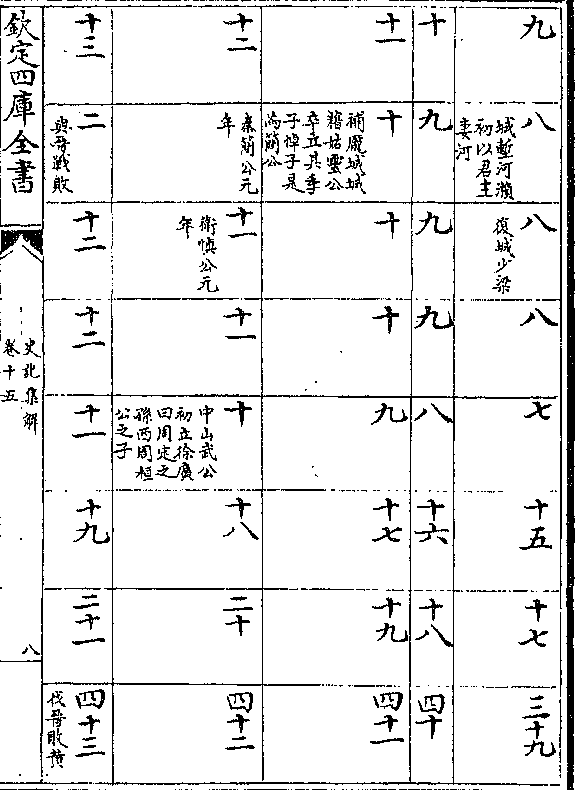 九
八
城塹河瀕
初以君主
妻河
八
復城少梁
八
七
十五
十七
三十九
十
九
九
九
八
十六
十八
四十
十一
十
補龐城城
籍姑靈公
卒立其季
子悼子是
為簡公
十
十
九
十七
十九
四十一
十二
秦簡公元
年
十一
衛慎公元
年
十一
十
中山武公
初立徐廣
曰周定之
孫西周桓
公之子
十八
二十
四十二
十三
二
與晉戰敗
十二
十二
十一
十九
二十一
四十三
伐晉敗黄
欽定四庫全書
史記集解
卷十五
八